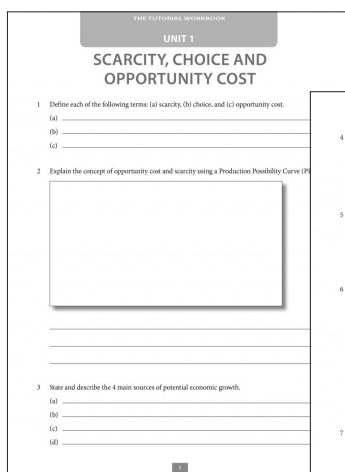 THE TUTORIAL WORKBOOK
UNIT 1
SCARCITY, CHOICE AND
OPPORTUNITY COST
1 Define each of the following terms: (a) scarcity, (b) choice, and (c) opportunity cost.
(a)
(b)
(c)
2 Explain the concept of opportunity cost and scarcity using a Production Possibility Curve
3 State and describe the 4 main sources of potential economic growth.
(a)
(b)
(c)
(d)
1
4
5
6
7